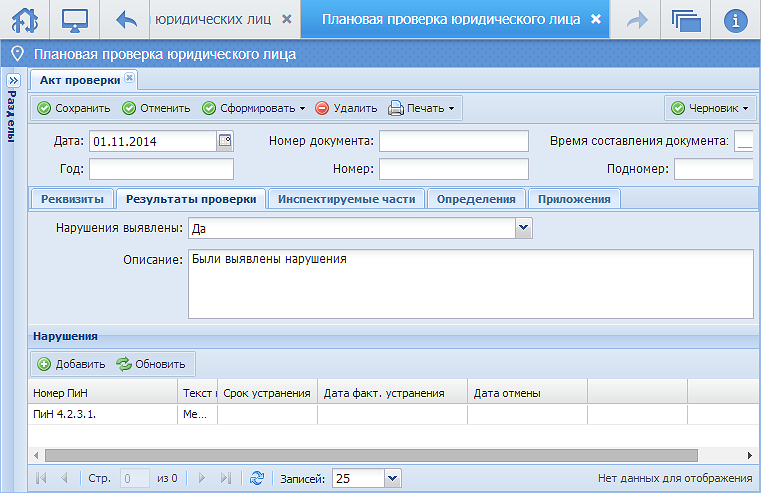 юридических лиц
Плановая проверка юридического лица
Плановая проверка юридического лица
Разделы
Акт проверки
Сохранить Отменить Сформировать Удалить Печать Черновик
Дата: 01.11.2014 Номер документа: Время составления документа: __
Год: Номер: Подномер:
Реквизиты Результаты проверки Инспектируемые части Определения Приложения
Нарушения выявлены: Да
Описание: Были выявлены нарушения
Нарушения
Добавить Обновить
Номер ПиН Текст Срок устранения Дата факт. устранения Дата отмены
ПиН 4.2.3.1. Ме...
Стр. 0 из 0 Записей: 25 Нет данных для отображения